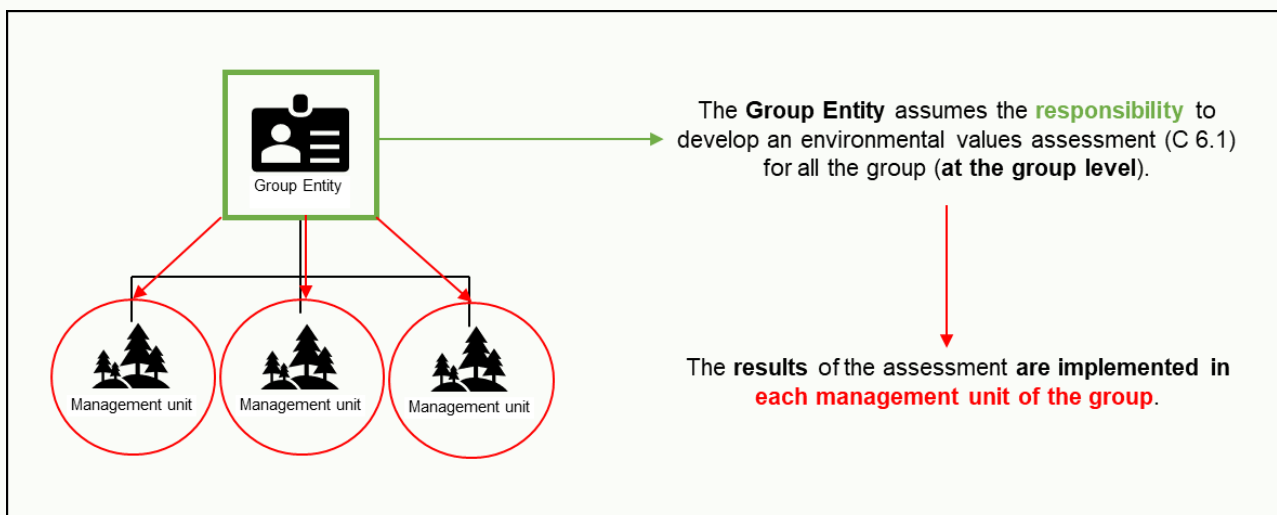 Group Entity
Management unit
Management unit
Management unit
The Group Entity assumes the responsibility to
develop an environmental values assessment (C 6.1)
for all the group (at the group level).
The results of the assessment are implemented in
each management unit of the group.